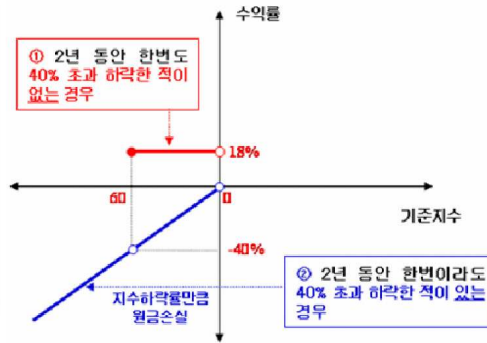 수익률
① 2년 동안 한번도
40% 초과 하락한 적이
없는 경우
18%
60
0
기준지수
-40%
② 2년 동안 한번이라도
40% 초과 하락한 적이 있는
경우
지수하락률만큼
원금손실